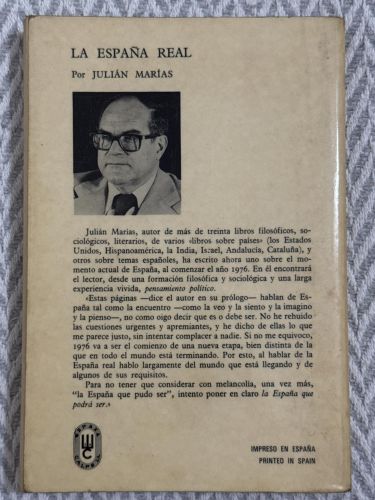 LA ESPAÑA REAL
Por JULIÁN MARÍAS
Julián Marías, autor de más de treinta libros filosóficos, so-
ciológicos, literarios, de varios «libros sobre países» (los Estados
Unidos, Hispanoamérica, la India, Israel, Andalucía, Cataluña), y
otros sobre temas españoles, ha escrito ahora uno sobre el mo-
mento actual de España, al comenzar el año 1976. En él encontrará
el lector, desde una formación filosófica y sociológica y una larga
experiencia vivida, pensamiento político.
«Estas páginas —dice el autor en su prólogo— hablan de Es-
paña tal como la encuentro —como la veo y la siento y la imagino
y la pienso—, no como oigo decir que es o debe ser. No he rehuido
las cuestiones urgentes y apremiantes, y he dicho de ellas lo que
me parece justo, sin intentar complacer a nadie. Si no me equivoco,
1976 va a ser el comienzo de una nueva etapa, bien distinta de la
que en todo el mundo está terminando. Por esto, al hablar de la
España real hablo largamente del mundo que está llegando y de
algunos de sus requisitos.
Para no tener que considerar con melancolía, una vez más,
"la España que pudo ser", intento poner en claro la España que
podrá ser.»
ESPASA
CALPE, S.A.
IMPRESO EN ESPAÑA
PRINTED IN SPAIN